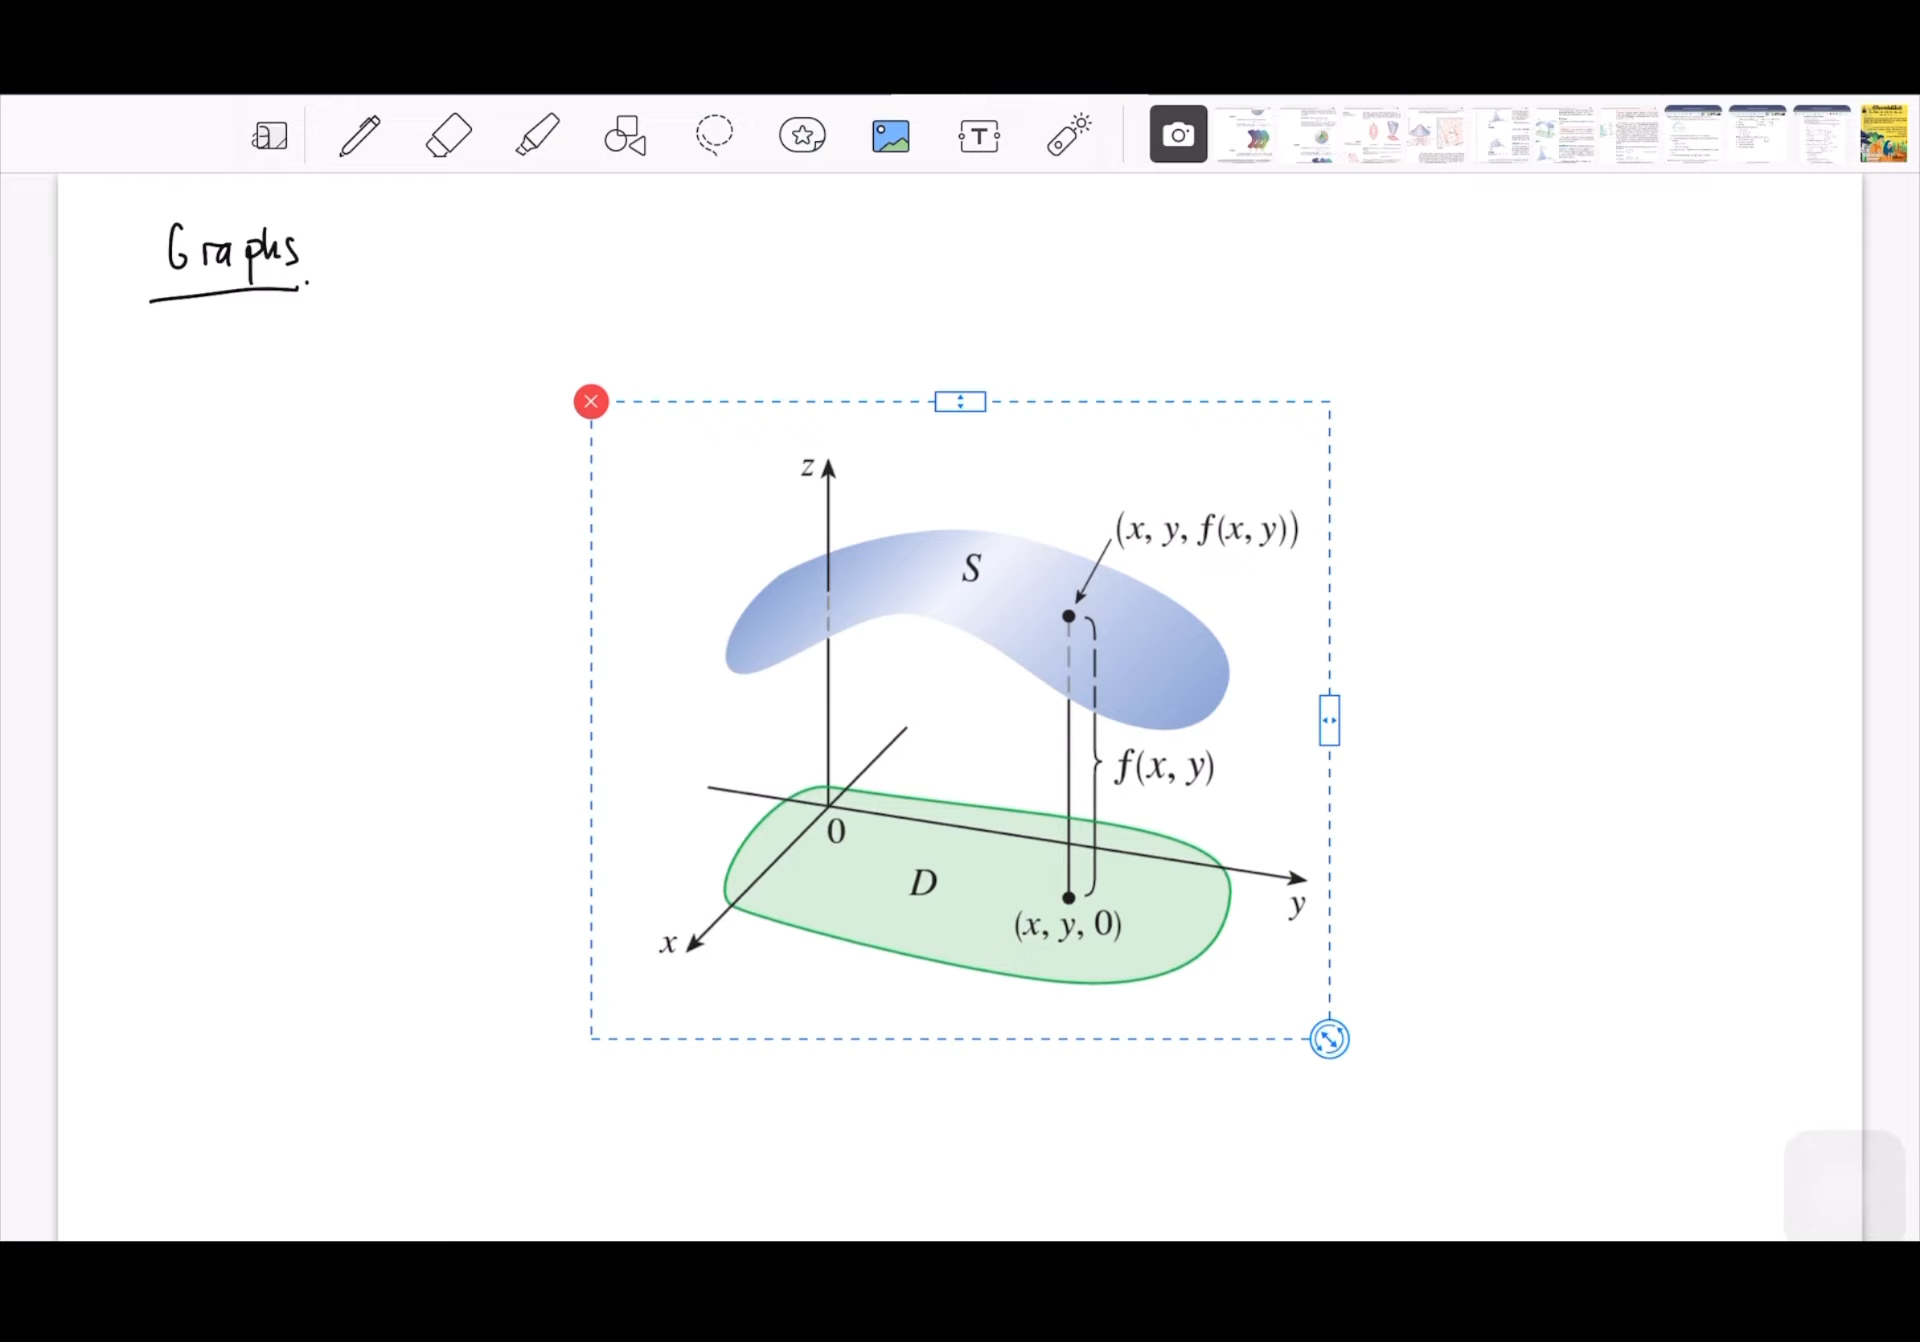 Graphs.
z
(x, y, f(x, y))
S
f(x, y)
0
D
(x, y, 0)
y
x